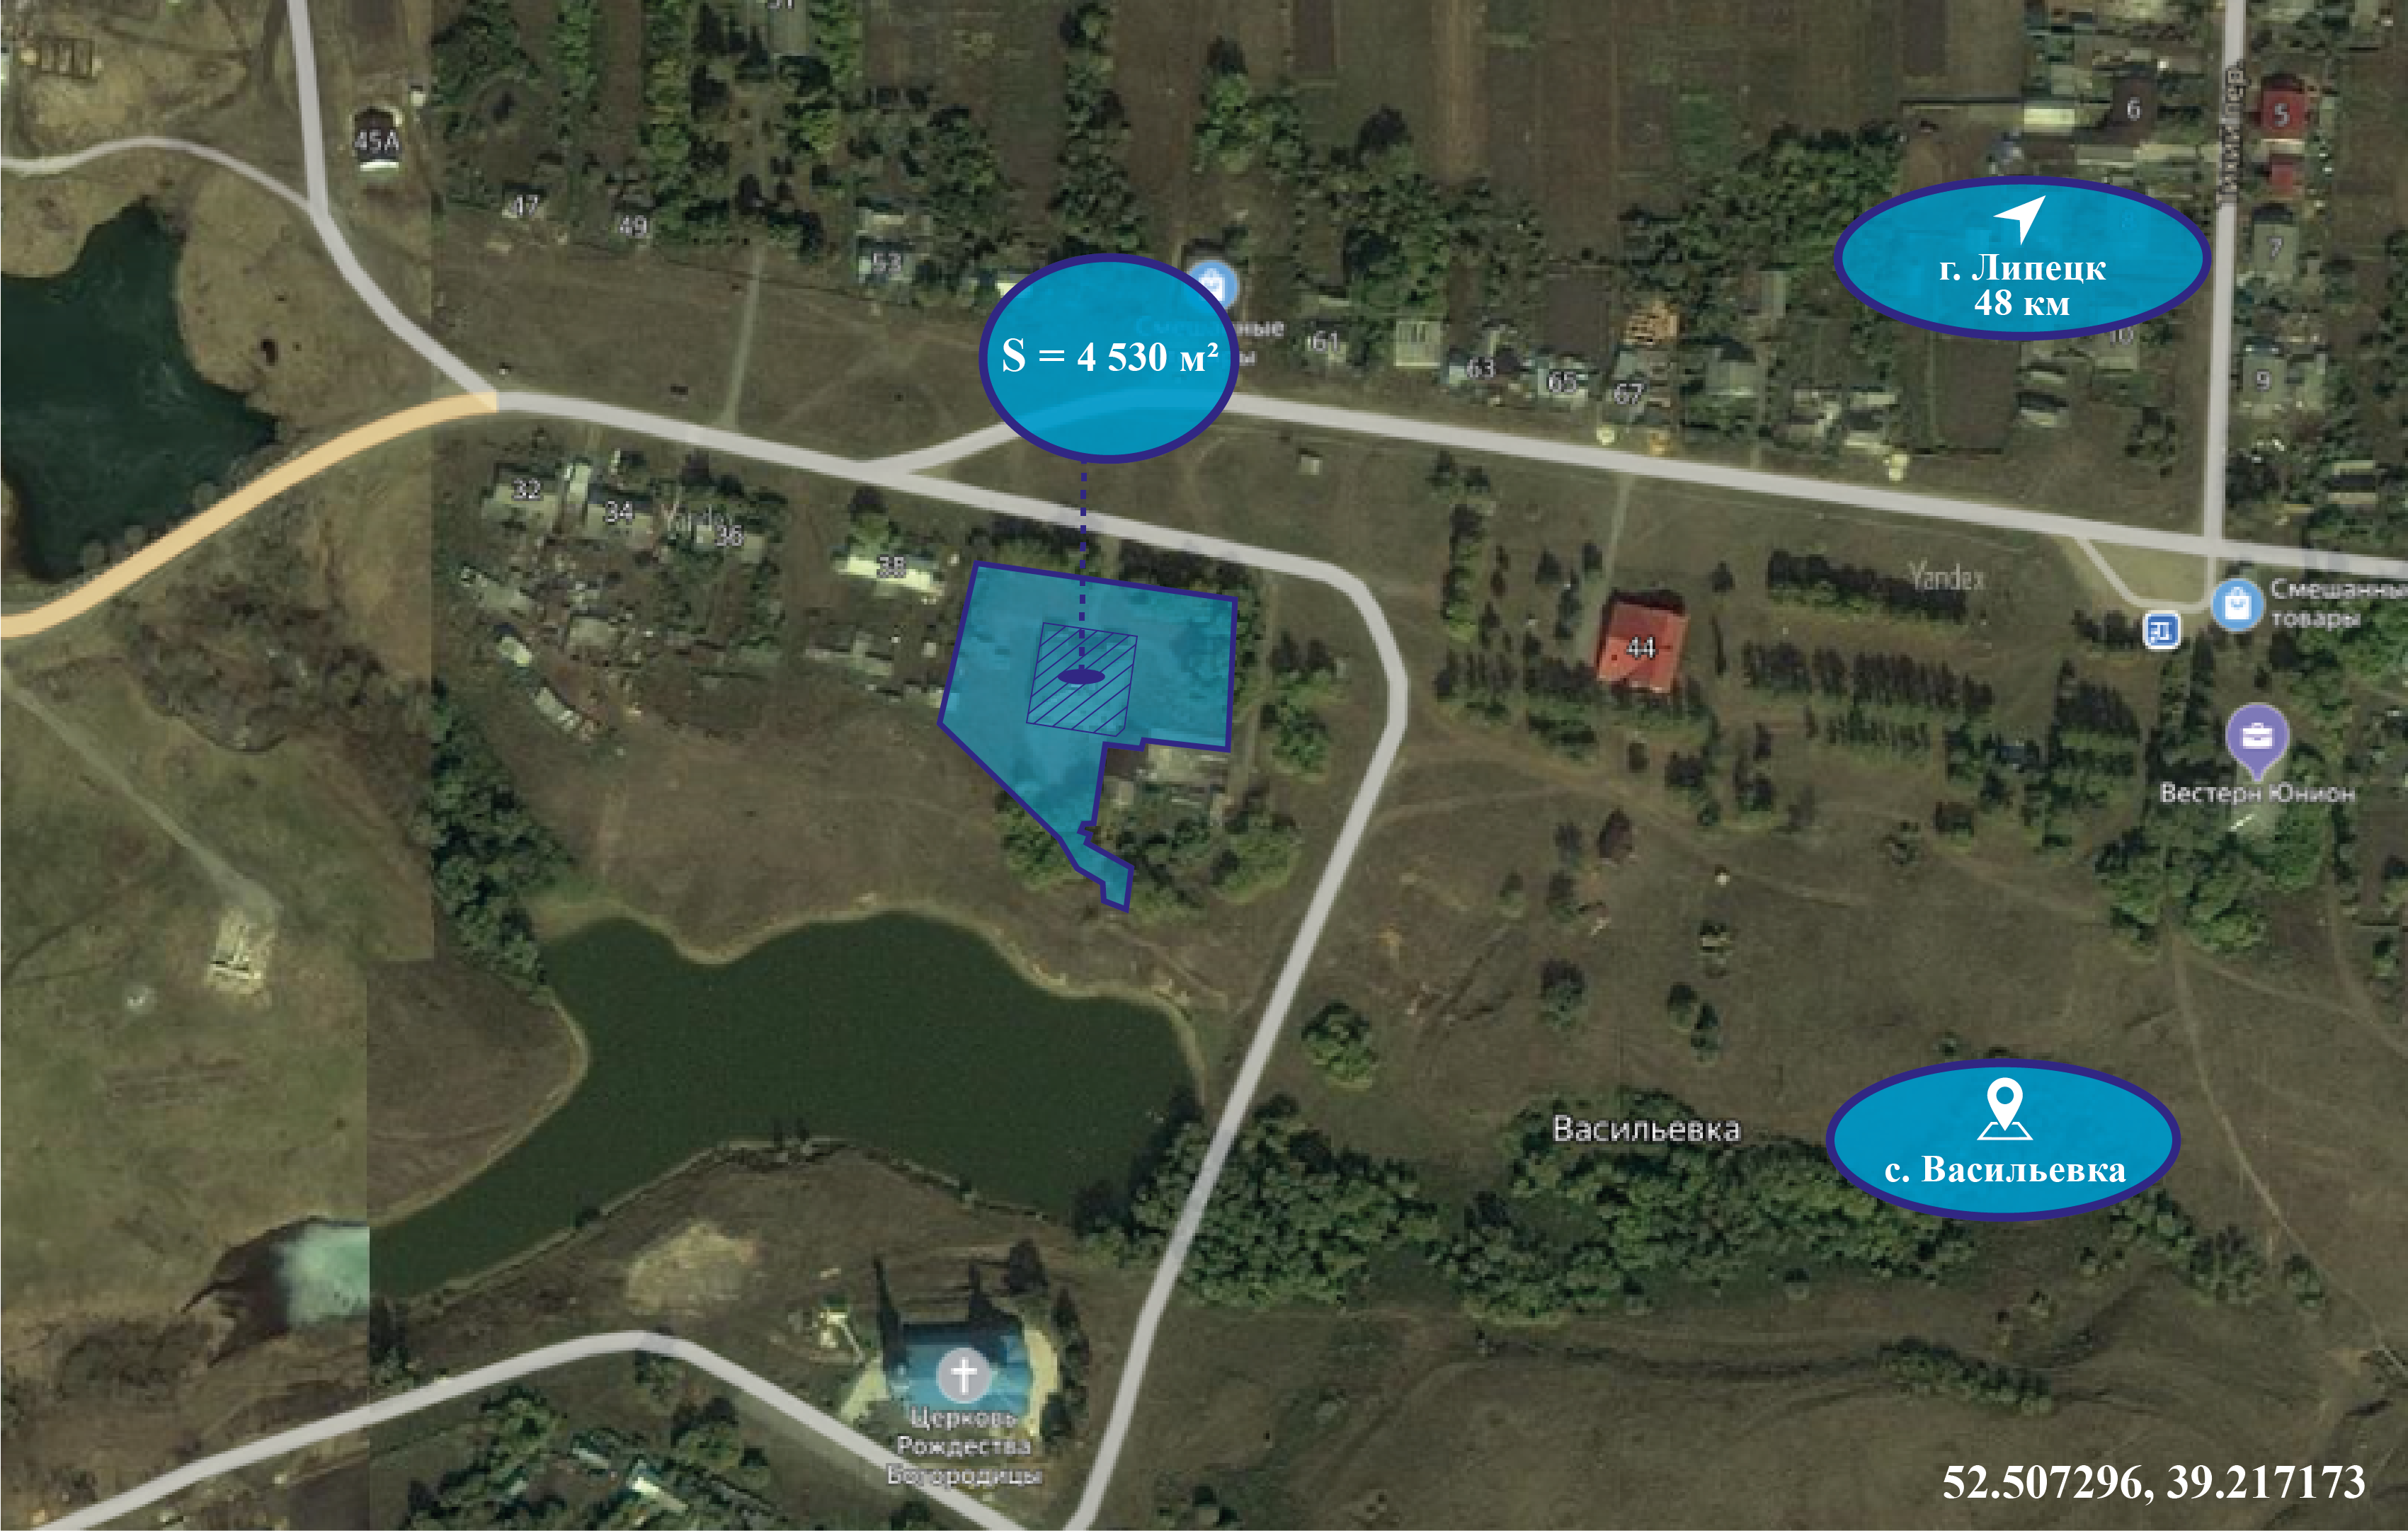 45А
6
5
47
49
53
7
г. Липецк
48 км
S = 4 530 м²
61
63
65
67
10
9
32
34
36
38
Yandex
44
Смешанные
товары
Вестерн Юнион
Васильевка
с. Васильевка
Церковь
Рождества
Богородицы
52.507296, 39.217173